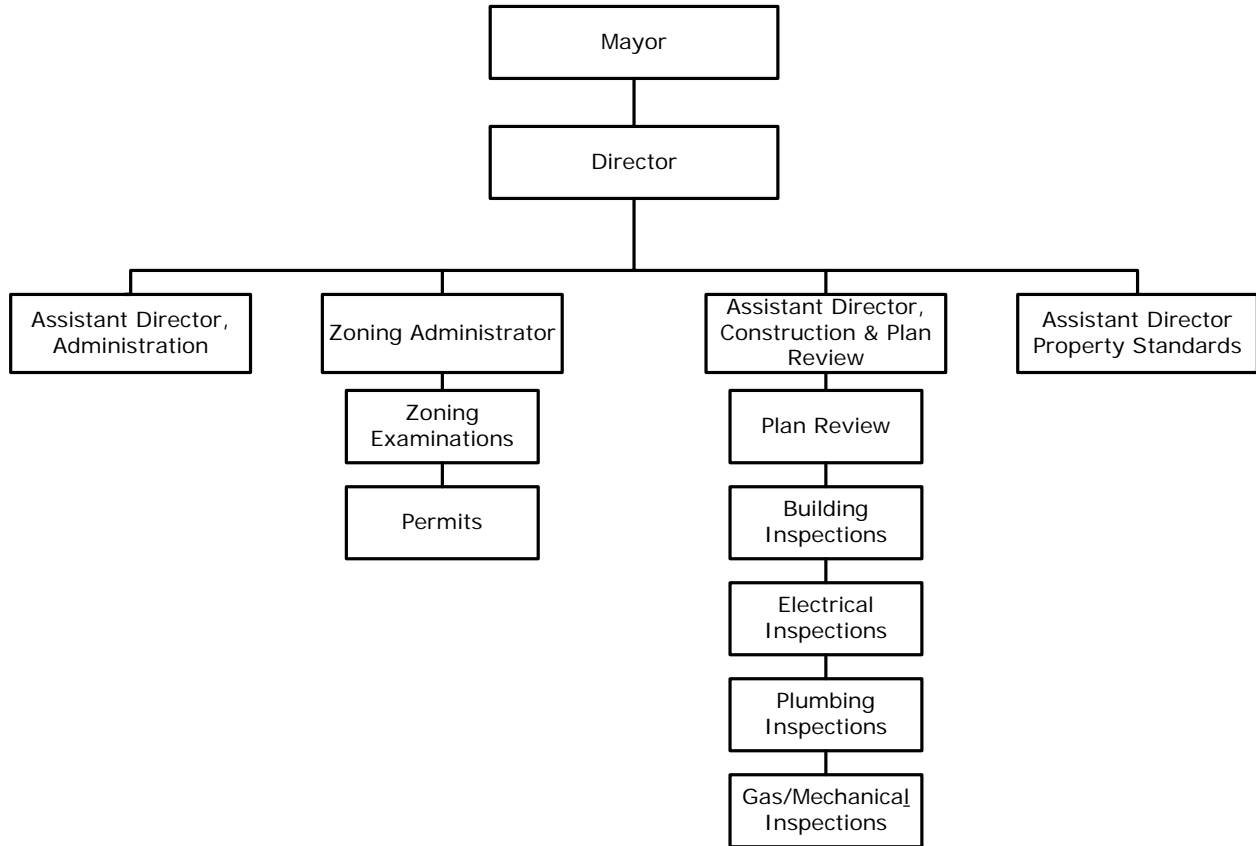 Mayor
Director
Assistant Director,
Administration
Zoning Administrator
Assistant Director,
Construction & Plan
Review
Assistant Director
Property Standards
Zoning
Examinations
Permits
Plan Review
Building
Inspections
Electrical
Inspections
Plumbing
Inspections
Gas/Mechanical
Inspections